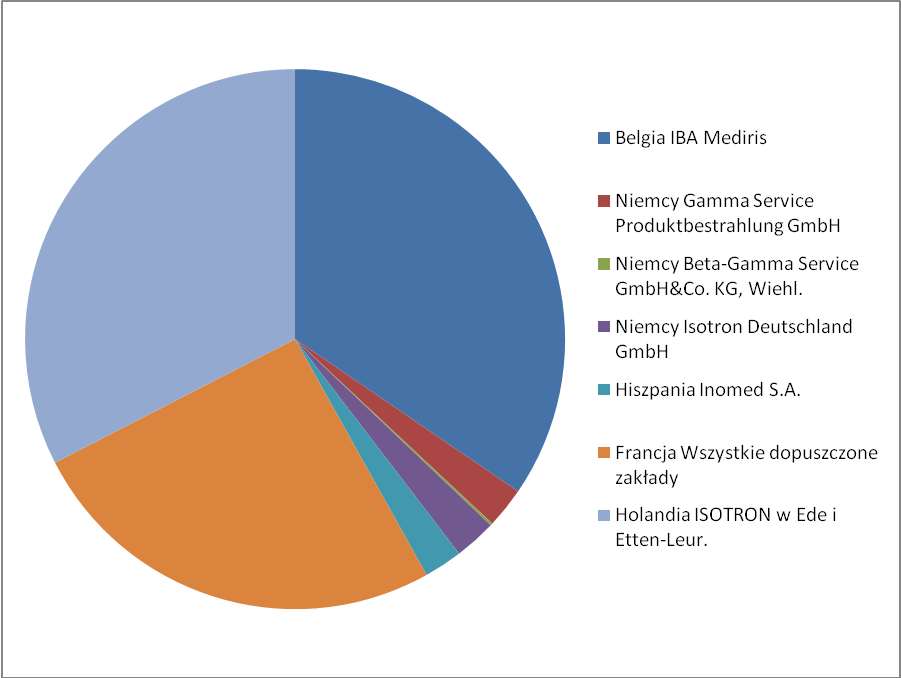 Belgia IBA Mediris
Niemcy Gamma Service
Produktbestrahlung GmbH
Niemcy Beta-Gamma Service
GmbH&Co. KG, Wiehl.
Niemcy Isotron Deutschland
GmbH
Hiszpania Inomed S.A.
Francja Wszystkie dopuszczone
zakłady
Holandia ISOTRON w Ede i
Etten-Leur.